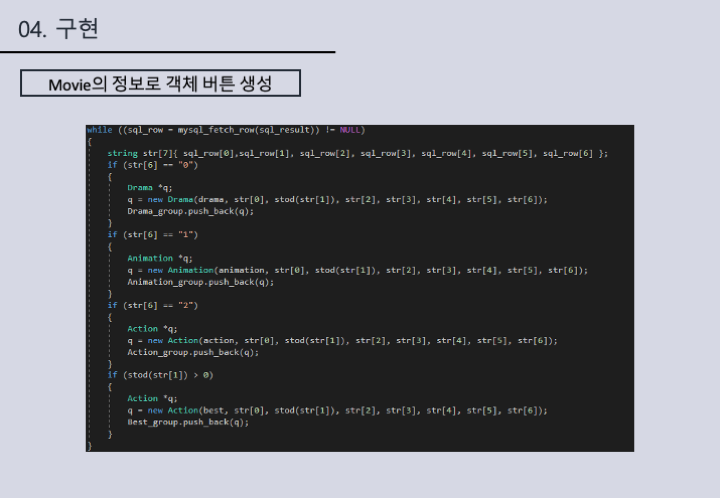 04. 구현
Movie의 정보로 객체 버튼 생성
while ((sql_row = mysql_fetch_row(sql_result)) != NULL)
{
string str[7]{ sql_row[0],sql_row[1], sql_row[2], sql_row[3], sql_row[4], sql_row[5], sql_row[6] };
if (str[6] == "0")
{
Drama *q;
q = new Drama(drama, str[0], stod(str[1]), str[2], str[3], str[4], str[5], str[6]);
Drama_group.push_back(q);
}
if (str[6] == "1")
{
Animation *q;
q = new Animation(animation, str[0], stod(str[1]), str[2], str[3], str[4], str[5], str[6]);
Animation_group.push_back(q);
}
if (str[6] == "2")
{
Action *q;
q = new Action(action, str[0], stod(str[1]), str[2], str[3], str[4], str[5], str[6]);
Action_group.push_back(q);
}
if (stod(str[1]) > 0)
{
Action *q;
q = new Action(best, str[0], stod(str[1]), str[2], str[3], str[4], str[5], str[6]);
Best_group.push_back(q);
}
}